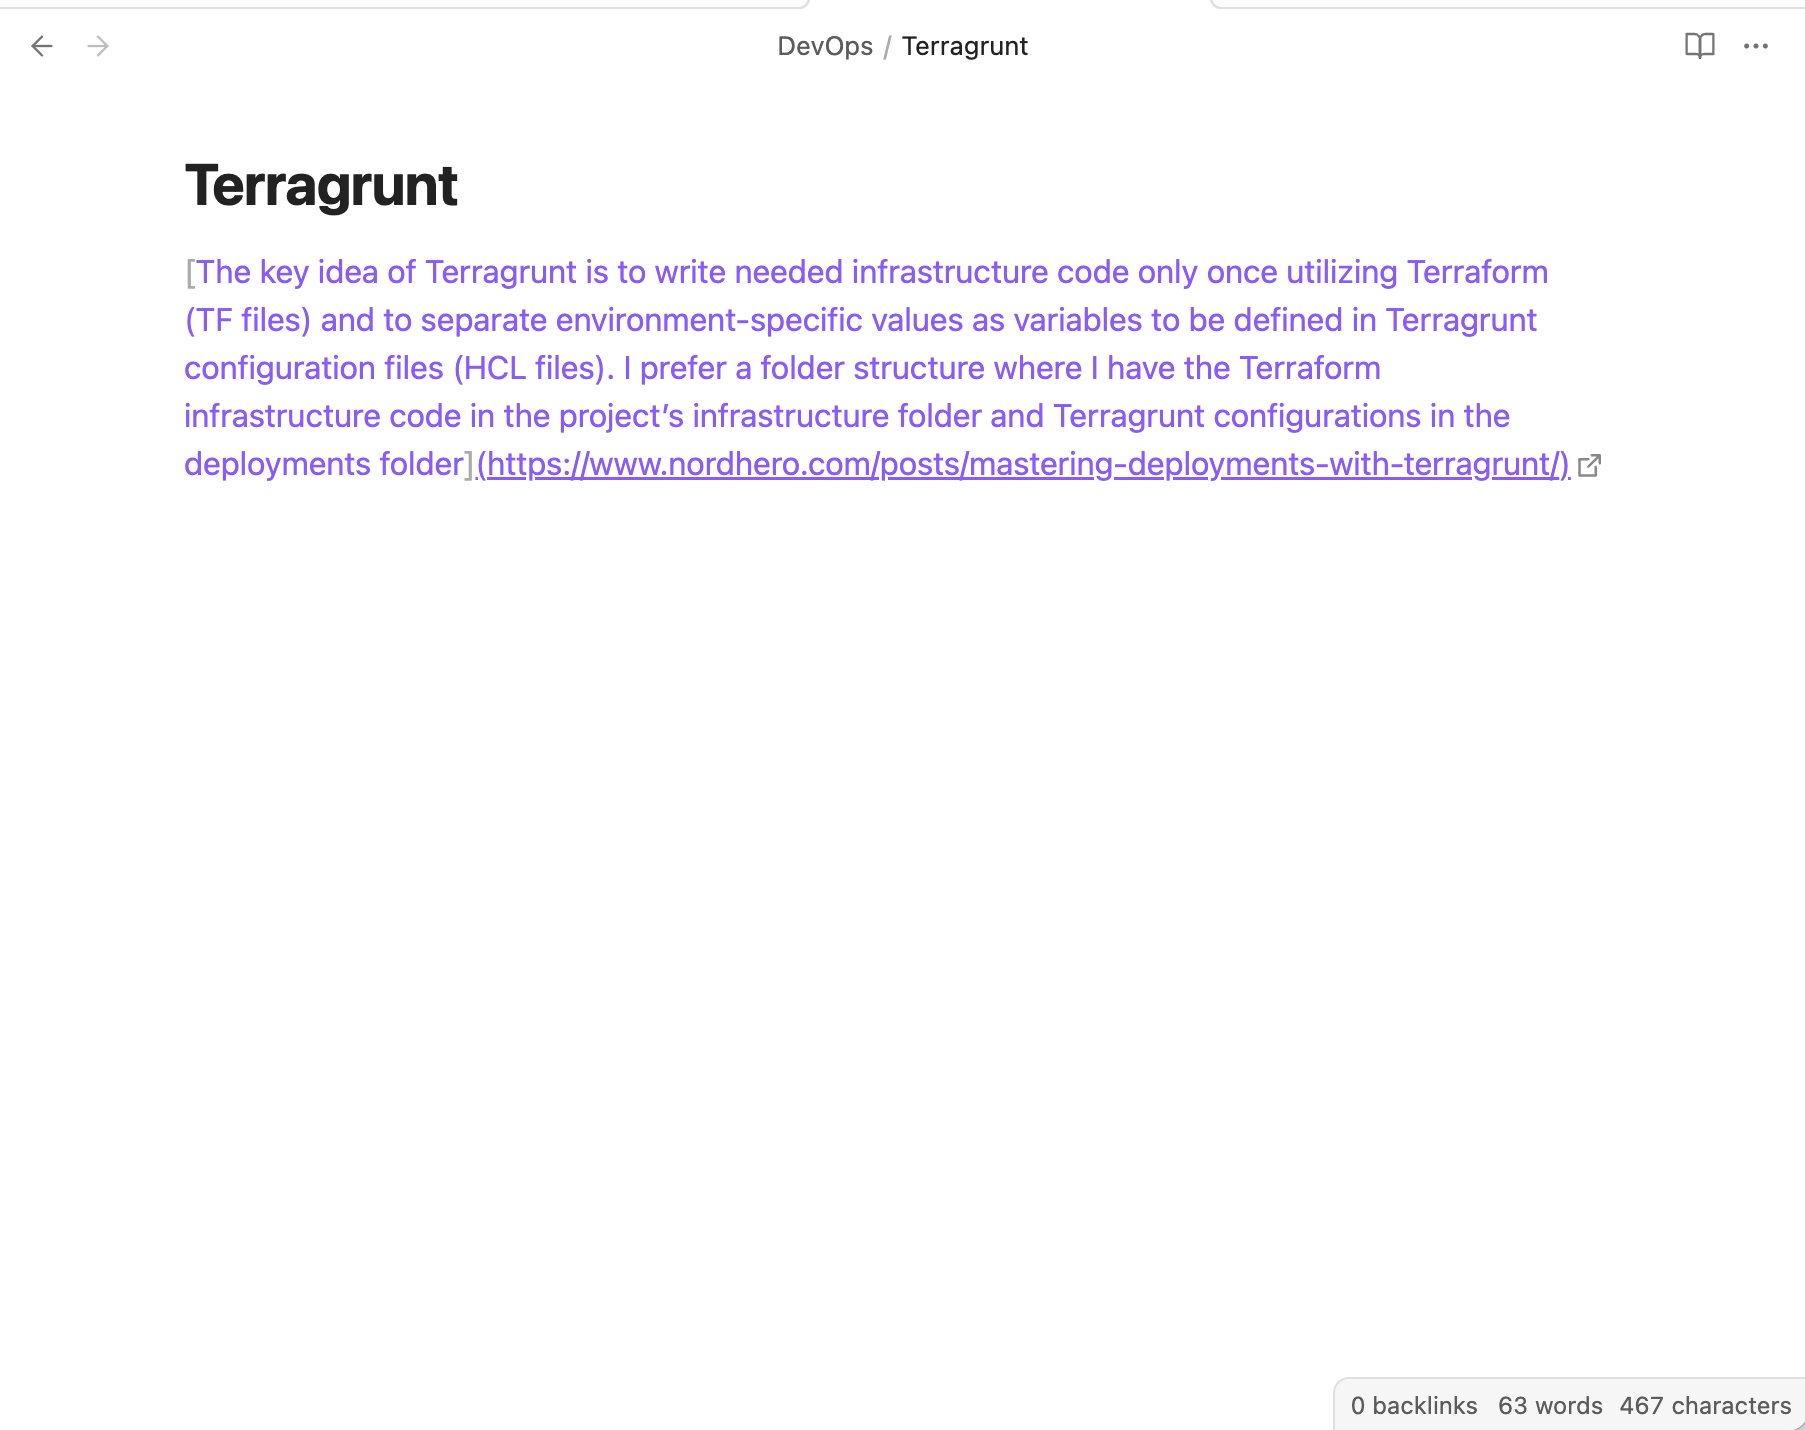 DevOps / Terragrunt
Terragrunt
[The key idea of Terragrunt is to write needed infrastructure code only once utilizing Terraform
(TF files) and to separate environment-specific values as variables to be defined in Terragrunt
configuration files (HCL files). I prefer a folder structure where I have the Terraform
infrastructure code in the project’s infrastructure folder and Terragrunt configurations in the
deployments folder](https://www.nordhero.com/posts/mastering-deployments-with-terragrunt/)
0 backlinks 63 words 467 characters